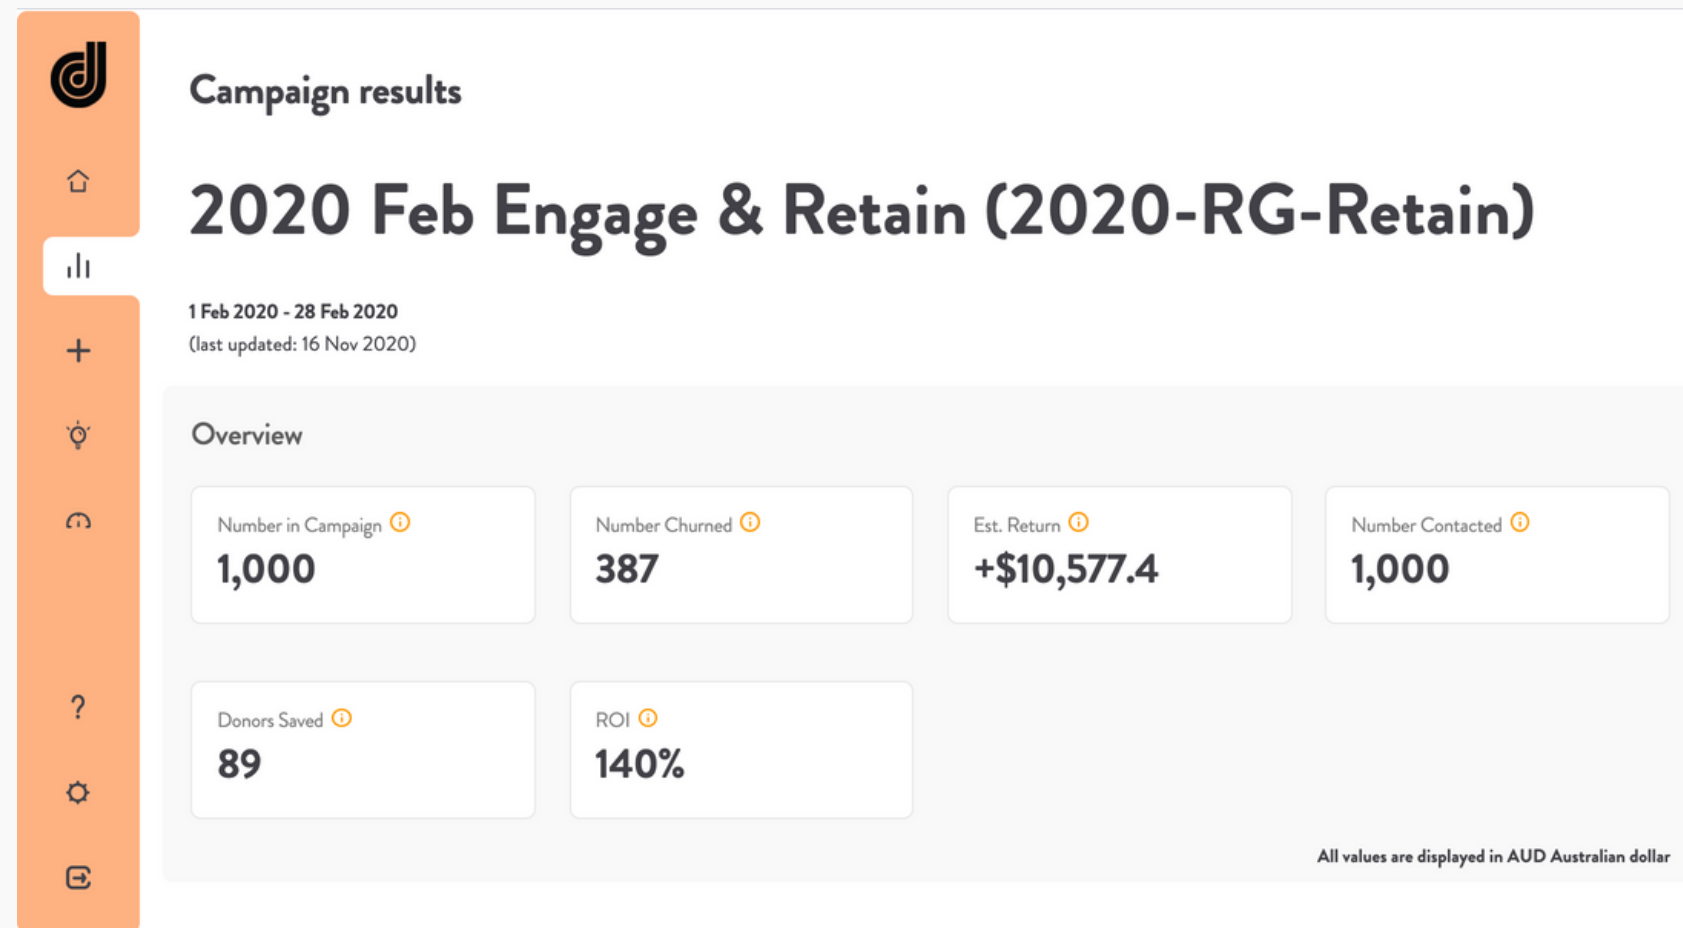 Campaign results
2020 Feb Engage & Retain (2020-RG-Retain)
1 Feb 2020 - 28 Feb 2020
(last updated: 16 Nov 2020)
Overview
Number in Campaign
1,000
Number Churned
387
Est. Return
+$10,577.4
Number Contacted
1,000
Donors Saved
89
ROI
140%
All values are displayed in AUD Australian dollar